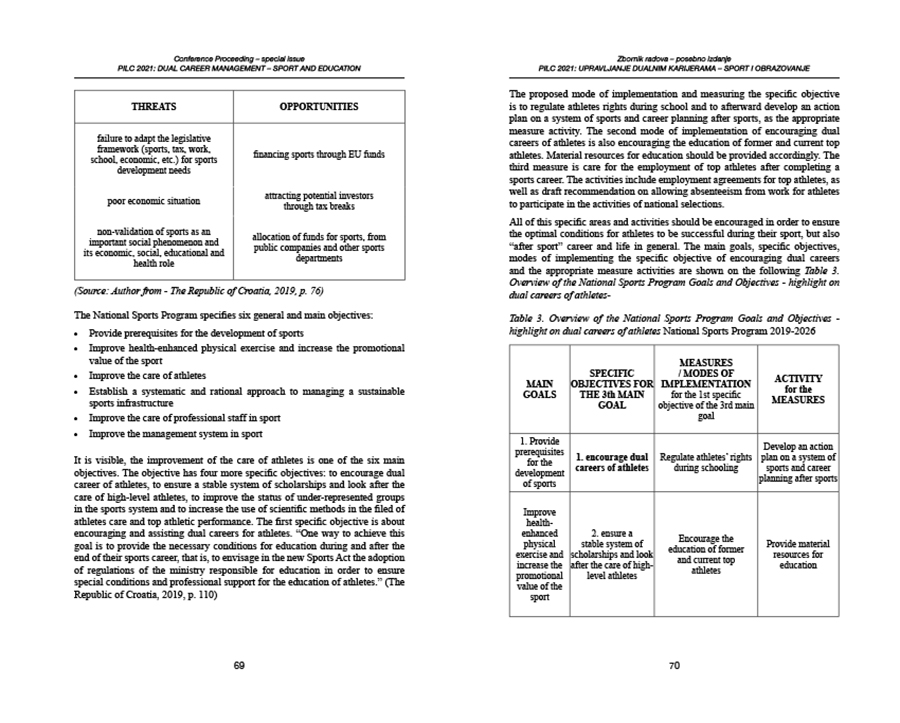 Conference Proceeding – special issue
PILC 2021: DUAL CAREER MANAGEMENT – SPORT AND EDUCATION
THREATS
OPPORTUNITIES
failure to adapt the legislative
framework (sports, tax, work,
school, economic, etc.) for sports
development needs
financing sports through EU funds
poor economic situation
attracting potential investors
through tax breaks
non-validation of sports as an
important social phenomenon and
its economic, social, educational and
health role
allocation of funds for sports, from
public companies and other sports
departments
(Source: Author from - The Republic of Croatia, 2019, p. 76)
The National Sports Program specifies six general and main objectives:
• Provide prerequisites for the development of sports
• Improve health-enhanced physical exercise and increase the promotional
value of the sport
• Improve the care of athletes
• Establish a systematic and rational approach to managing a sustainable
sports infrastructure
• Improve the care of professional staff in sport
• Improve the management system in sport
It is visible, the improvement of the care of athletes is one of the six main
objectives. The objective has four more specific objectives: to encourage dual
career of athletes, to ensure a stable system of scholarships and look after the
care of high-level athletes, to improve the status of under-represented groups
in the sports system and to increase the use of scientific methods in the filed of
athletes care and top athletic performance. The first specific objective is about
encouraging and assisting dual careers for athletes. “One way to achieve this
goal is to provide the necessary conditions for education during and after the
end of their sports career, that is, to envisage in the new Sports Act the adoption
of regulations of the ministry responsible for education in order to ensure
special conditions and professional support for the education of athletes.” (The
Republic of Croatia, 2019, p. 110)
69
Zbornik radova – posebno izdanje
PILC 2021: UPRAVLJANJE DUALNIM KARIJERAMA – SPORT I OBRAZOVANJE
The proposed mode of implementation and measuring the specific objective
is to regulate athletes rights during school and to afterward develop an action
plan on a system of sports and career planning after sports, as the appropriate
measure activity. The second mode of implementation of encouraging dual
careers of athletes is also encouraging the education of former and current top
athletes. Material resources for education should be provided accordingly. The
third measure is care for the employment of top athletes after completing a
sports career. The activities include employment agreements for top athletes, as
well as draft recommendation on allowing absenteeism from work for athletes
to participate in the activities of national selections.
All of this specific areas and activities should be encouraged in order to ensure
the optimal conditions for athletes to be successful during their sport, but also
“after sport” career and life in general. The main goals, specific objectives,
modes of implementing the specific objective of encouraging dual careers
and the appropriate measure activities are shown on the following Table 3.
Overview of the National Sports Program Goals and Objectives - highlight on
dual careers of athletes-
Table 3. Overview of the National Sports Program Goals and Objectives -
highlight on dual careers of athletes National Sports Program 2019-2026
MAIN
GOALS
SPECIFIC
OBJECTIVES FOR
THE 3th MAIN
GOAL
MEASURES
/ MODES OF
IMPLEMENTATION
for the 1st specific
objective of the 3rd main
goal
ACTIVITY
for the
MEASURES
1. Provide
prerequisites
for the
development
of sports
1. encourage dual
careers of athletes
Regulate athletes’ rights
during schooling
Develop an action
plan on a system of
sports and career
planning after sports
Improve
health-
enhanced
physical
exercise and
increase the
promotional
value of the
sport
2. ensure a
stable system of
scholarships and look
after the care of high-
level athletes
Encourage the
education of former
and current top
athletes
Provide material
resources for
education
70